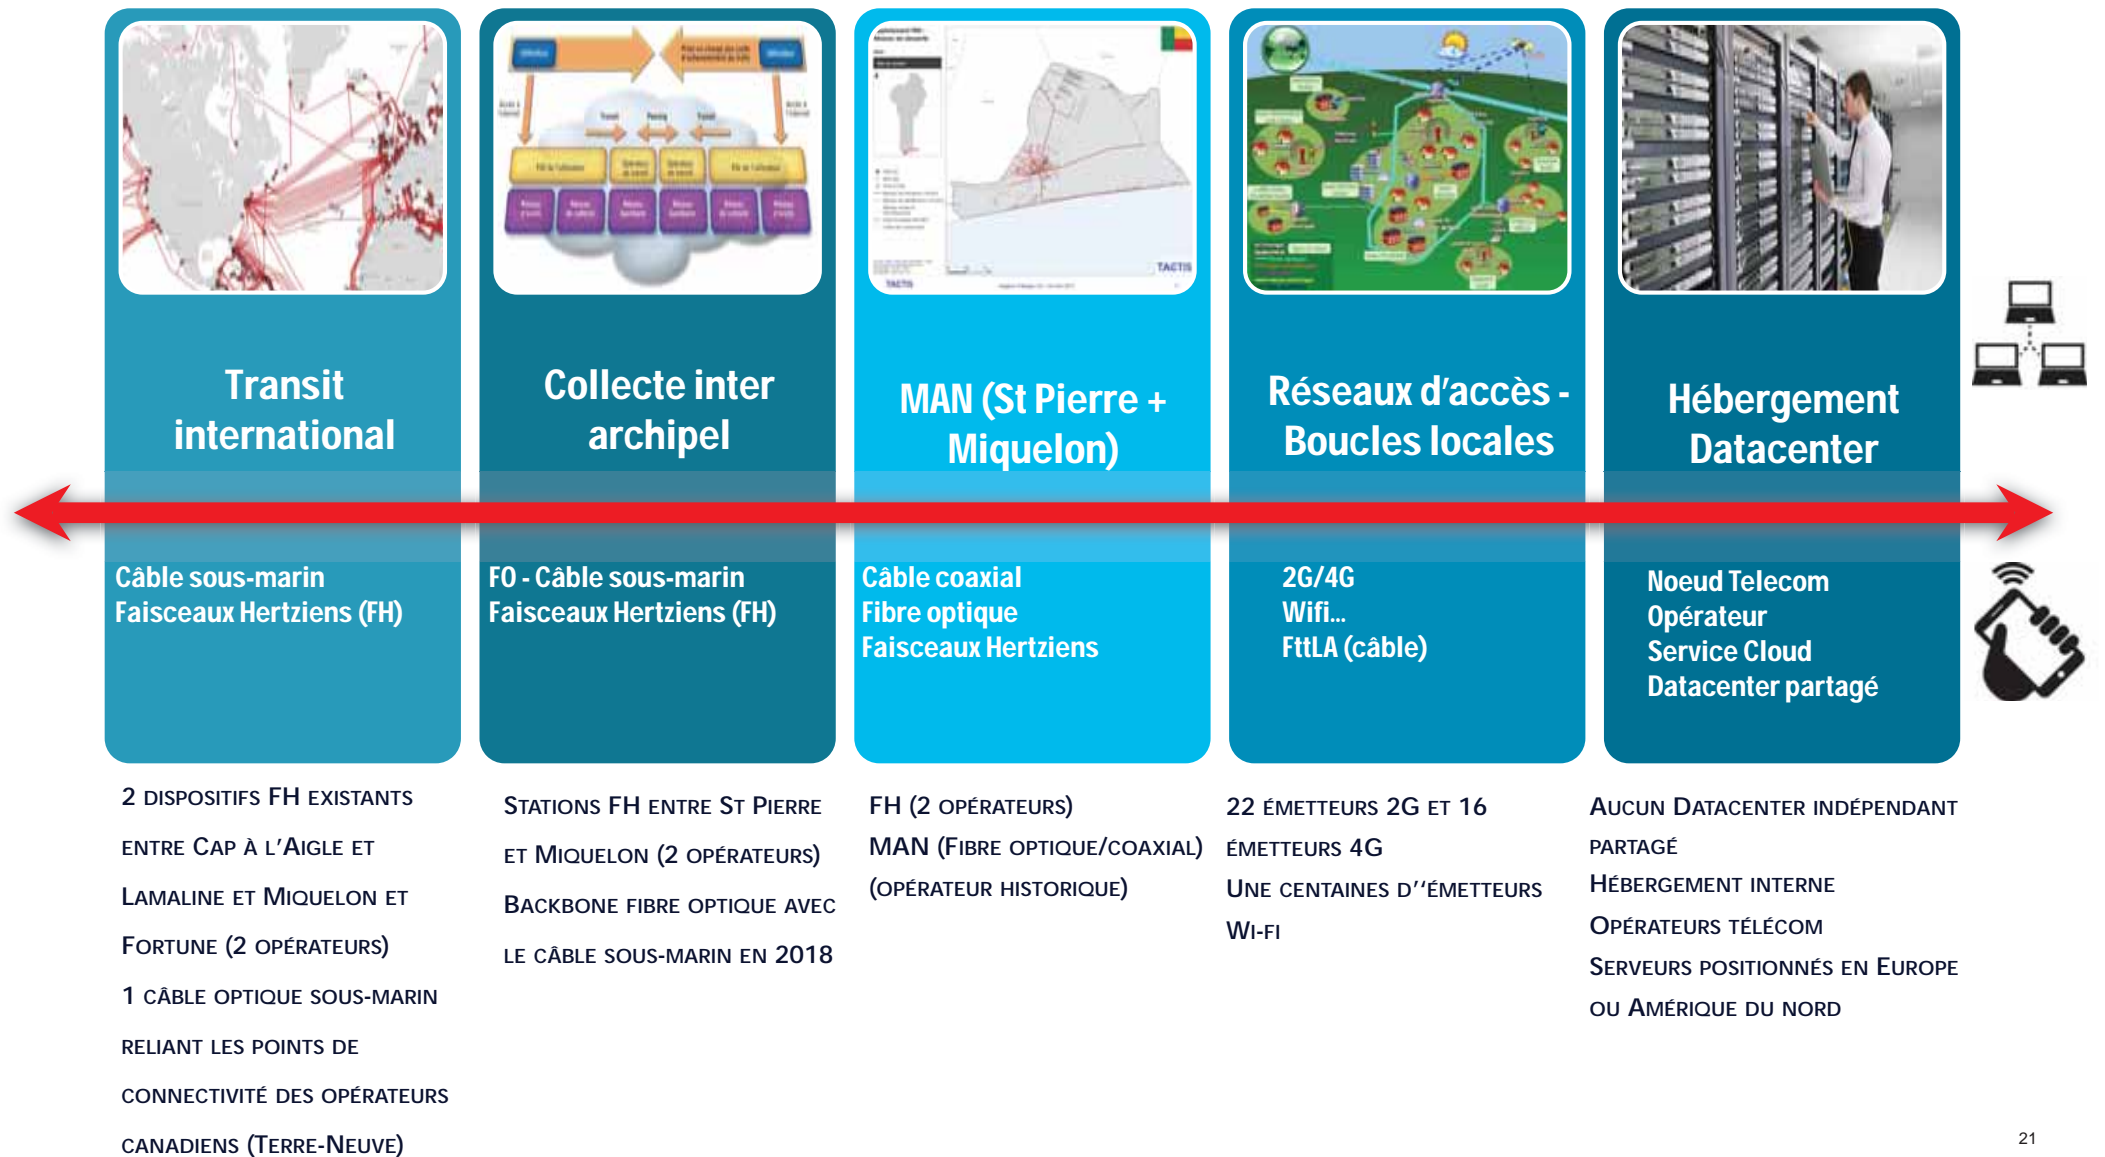 Transit
international
Câble sous-marin
Faisceaux Hertziens (FH)
2 DISPOSITIFS FH EXISTANTS
ENTRE CAP À L'AIGLE ET
LAMALINE ET MIQUELON ET
FORTUNE (2 OPÉRATEURS)
1 CÂBLE OPTIQUE SOUS-MARIN
RELIANT LES POINTS DE
CONNECTIVITÉ DES OPÉRATEURS
CANADIENS (TERRE-NEUVE)
Transit
Peering
Transit
Collecte inter
archipel
FO - Câble sous-marin
Faisceaux Hertziens (FH)
STATIONS FH ENTRE ST PIERRE
ET MIQUELON (2 OPÉRATEURS)
BACKBONE FIBRE OPTIQUE AVEC
LE CÂBLE SOUS-MARIN EN 2018
TACTIS
TACTIS
MAN (St Pierre +
Miquelon)
Câble coaxial
Fibre optique
Faisceaux Hertziens
FH (2 OPÉRATEURS)
MAN (FIBRE OPTIQUE/COAXIAL)
(OPÉRATEUR HISTORIQUE)
Réseaux d'accès -
Boucles locales
2G/4G
Wifi...
FttLA (câble)
22 ÉMETTEURS 2G ET 16
ÉMETTEURS 4G
UNE CENTAINES D''ÉMETTEURS
WI-FI
Hébergement
Datacenter
Noeud Telecom
Opérateur
Service Cloud
Datacenter partagé
AUCUN DATACENTER INDÉPENDANT
PARTAGÉ
HÉBERGEMENT INTERNE
OPÉRATEURS TÉLÉCOM
SERVEURS POSITIONNÉS EN EUROPE
OU AMÉRIQUE DU NORD
21